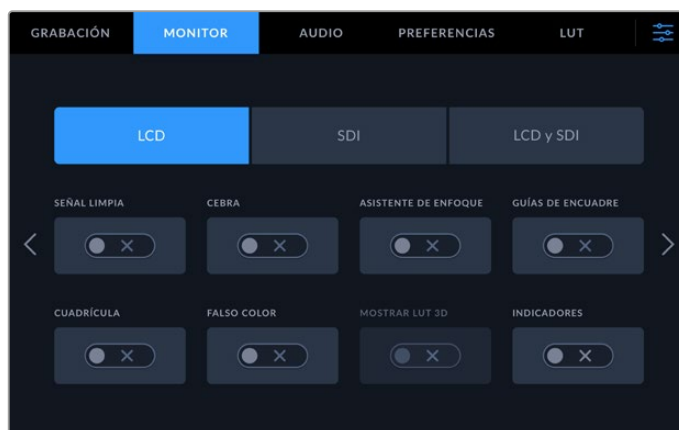 GRABACIÓN MONITOR AUDIO PREFERENCIAS LUT
LCD SDI LCD y SDI
SEÑAL LIMPIA CEBRA ASISTENTE DE ENFOQUE GUÍAS DE ENCUADRE
CUADRÍCULA FALSO COLOR MOSTRAR LUT 3D INDICADORES